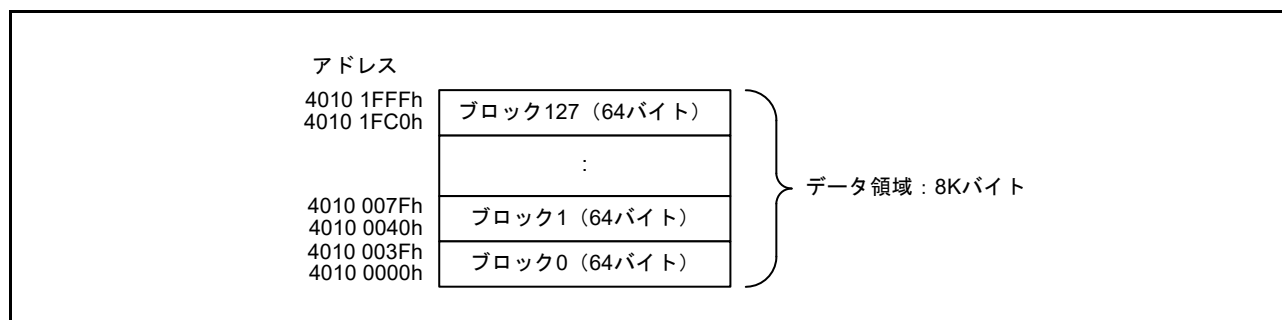 アドレス
4010 1FFFh
4010 1FC0h
ブロック127（64バイト）
:
データ領域：8Kバイト
4010 007Fh
4010 0040h
ブロック1（64バイト）
4010 003Fh
4010 0000h
ブロック0（64バイト）